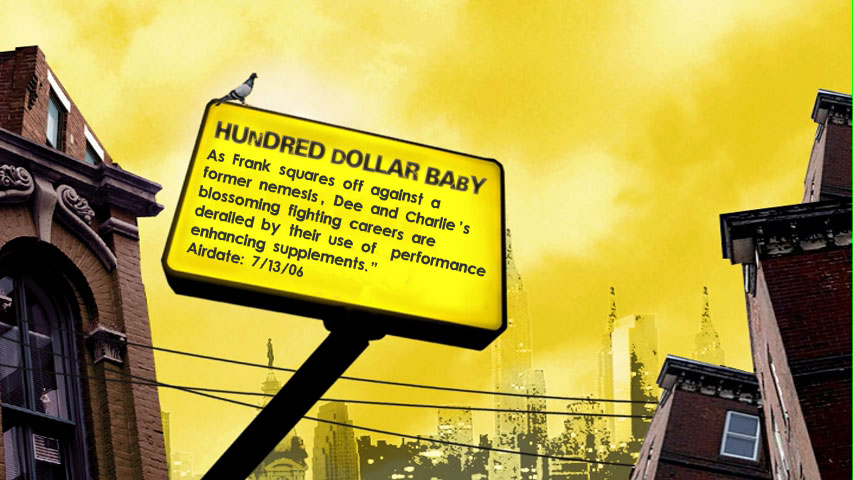 HUNDRED DOLLAR BABY
As Frank squares off against a
former nemesis, Dee and Charlie's
blossoming fighting careers are
derailed by their use of performance
enhancing supplements."
Airdate: 7/13/06